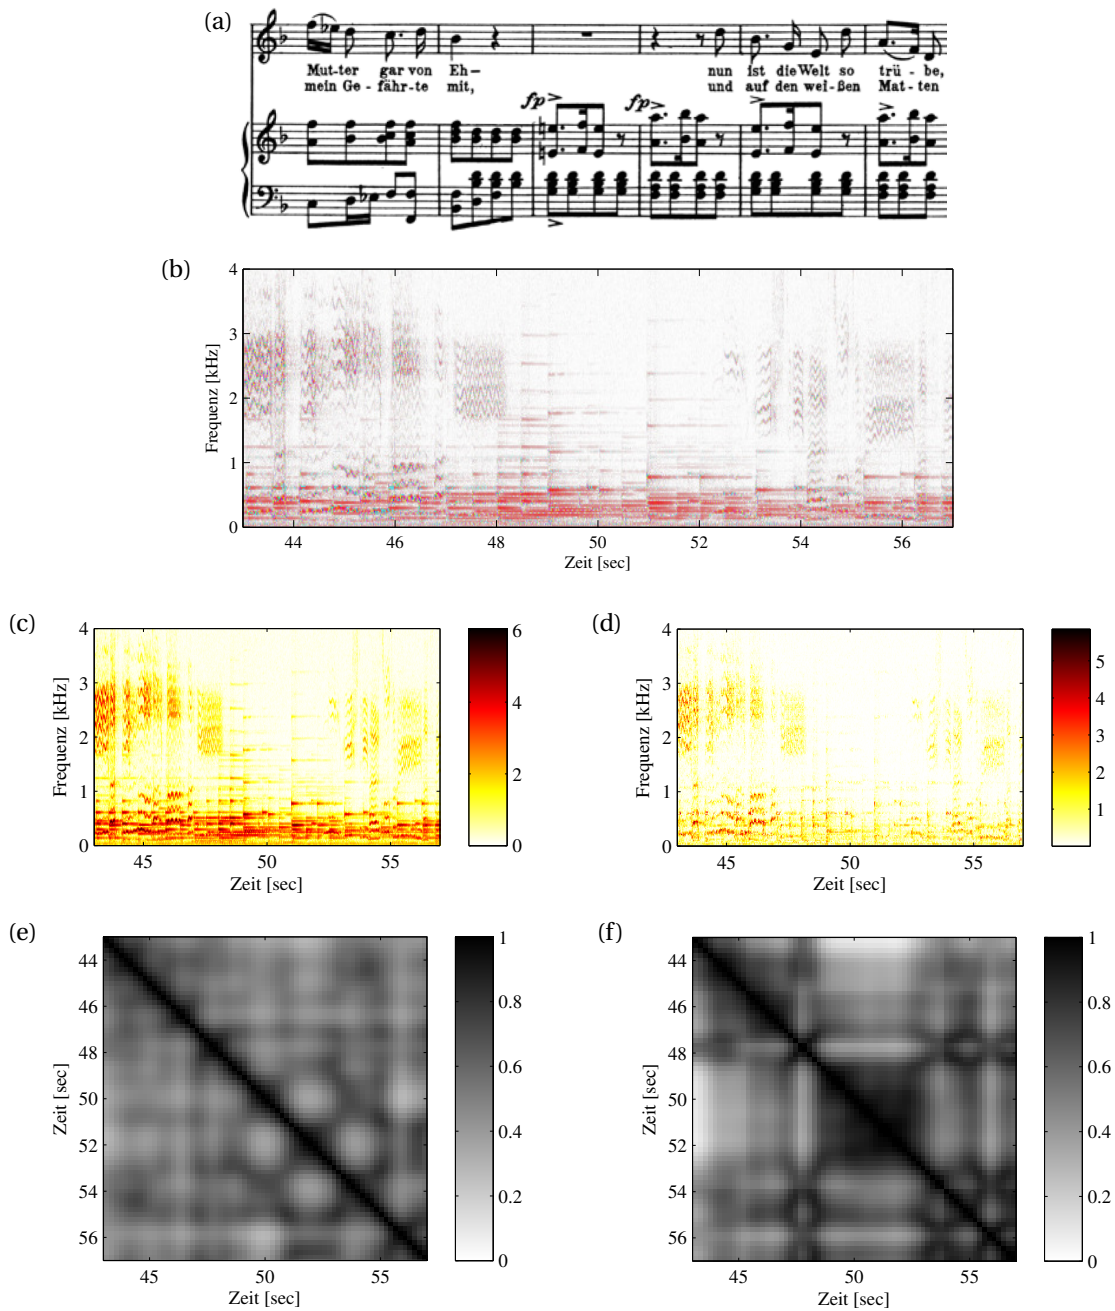 (a)
Mut-ter gar von Eh- nun ist die Welt so trü - be,
mein Ge - fähr-te mit, und auf den wei-ßen Mat - ten
fp fp
(b)
4
3
2
1
0
Frequenz [kHz]
44 46 48 50 52 54 56
Zeit [sec]
(c)
4
3
2
1
0
Frequenz [kHz]
45 50 55
Zeit [sec]
6
4
2
0
(d)
4
3
2
1
0
Frequenz [kHz]
45 50 55
Zeit [sec]
5
4
3
2
1
(e)
44
46
48
50
52
54
56
Zeit [sec]
45 50 55
Zeit [sec]
1
0.8
0.6
0.4
0.2
0
(f)
44
46
48
50
52
54
56
Zeit [sec]
45 50 55
Zeit [sec]
1
0.8
0.6
0.4
0.2
0